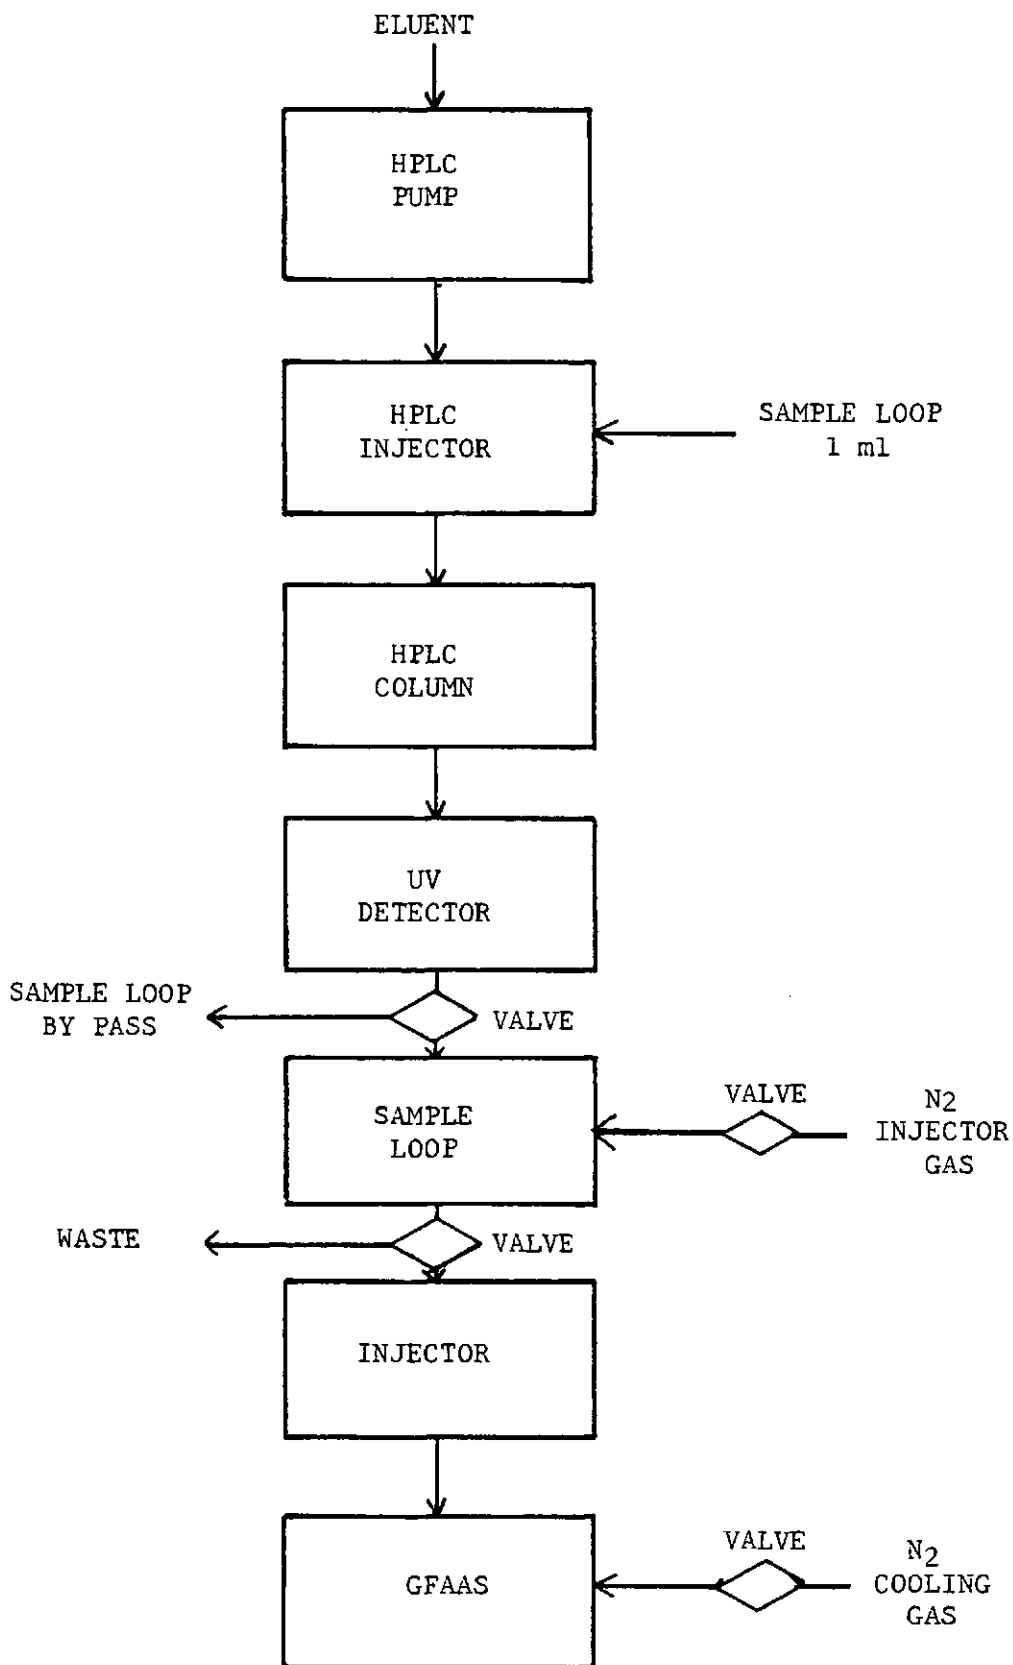 ELUENT
HPLC
PUMP
HPLC
INJECTOR
SAMPLE LOOP
1 ml
HPLC
COLUMN
UV
DETECTOR
SAMPLE LOOP
BY PASS
VALVE
SAMPLE
LOOP
VALVE
N2
INJECTOR
GAS
WASTE
VALVE
INJECTOR
GFAAS
VALVE
N2
COOLING
GAS